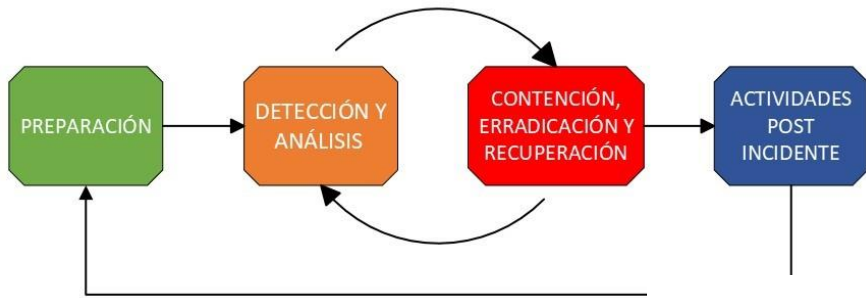 PREPARACIÓN
DETECCIÓN Y
ANÁLISIS
CONTENCIÓN,
ERRADICACIÓN Y
RECUPERACIÓN
ACTIVIDADES
POST
INCIDENTE